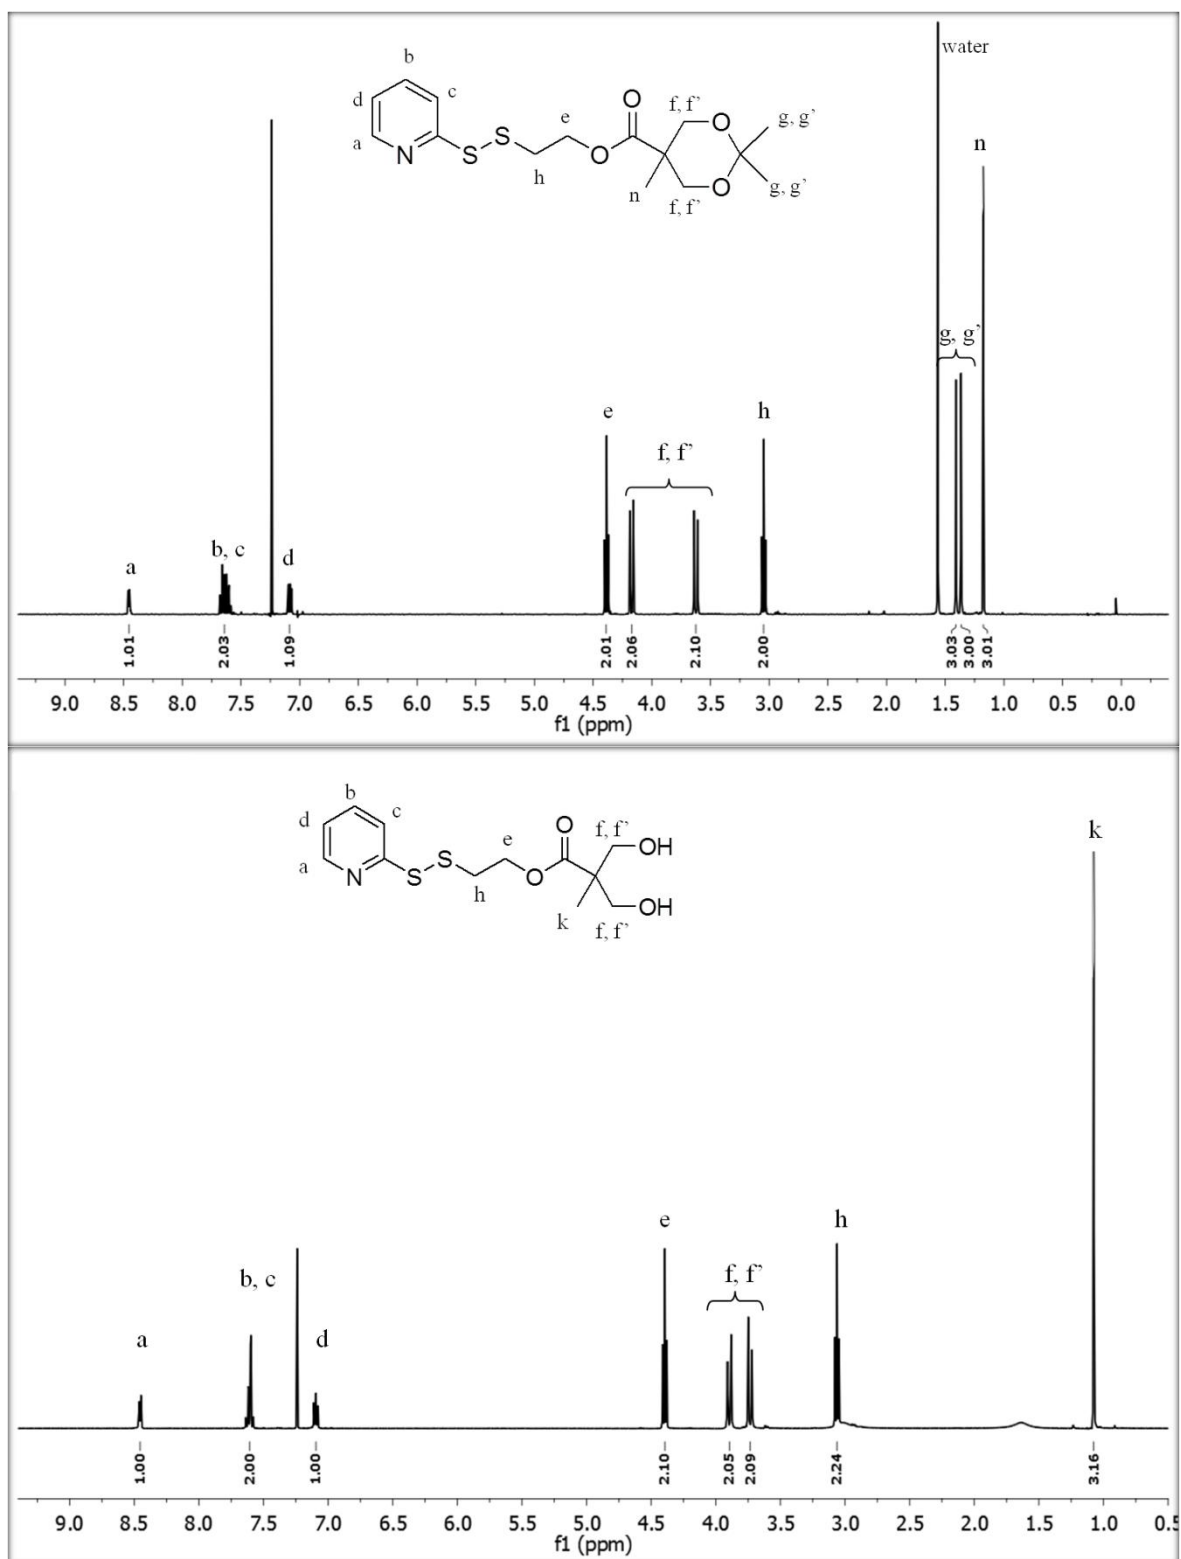 water
b
d
c
a
N
S
S
h
e
O
O
f, f’
O
g, g’
n
O
g, g’
f, f’
n
g, g’
e
h
f, f’
b, c
a
d
1.01
2.03
1.09
2.01
2.06
2.10
2.00
3.03
3.00
3.01
9.0 8.5 8.0 7.5 7.0 6.5 6.0 5.5 5.0 4.5 4.0 3.5 3.0 2.5 2.0 1.5 1.0 0.5 0.0
f1 (ppm)
b
d
c
a
N
S
S
h
e
O
O
f, f’
OH
OH
k
f, f’
k
e
h
b, c
f, f’
a
d
1.00
2.00
1.00
2.10
2.05
2.09
2.24
3.16
9.0 8.5 8.0 7.5 7.0 6.5 6.0 5.5 5.0 4.5 4.0 3.5 3.0 2.5 2.0 1.5 1.0 0.5
f1 (ppm)